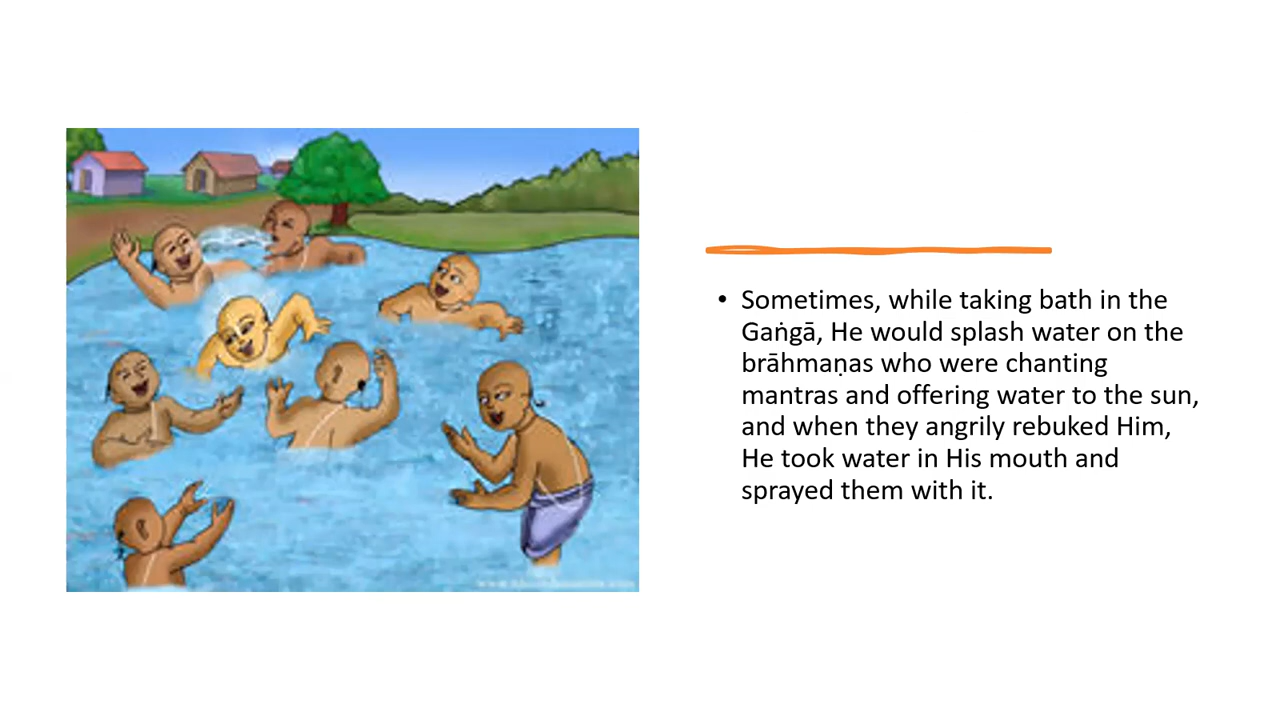 • Sometimes, while taking bath in the
Gaṅgā, He would splash water on the
brāhmaṇas who were chanting
mantras and offering water to the sun,
and when they angrily rebuked Him,
He took water in His mouth and
sprayed them with it.